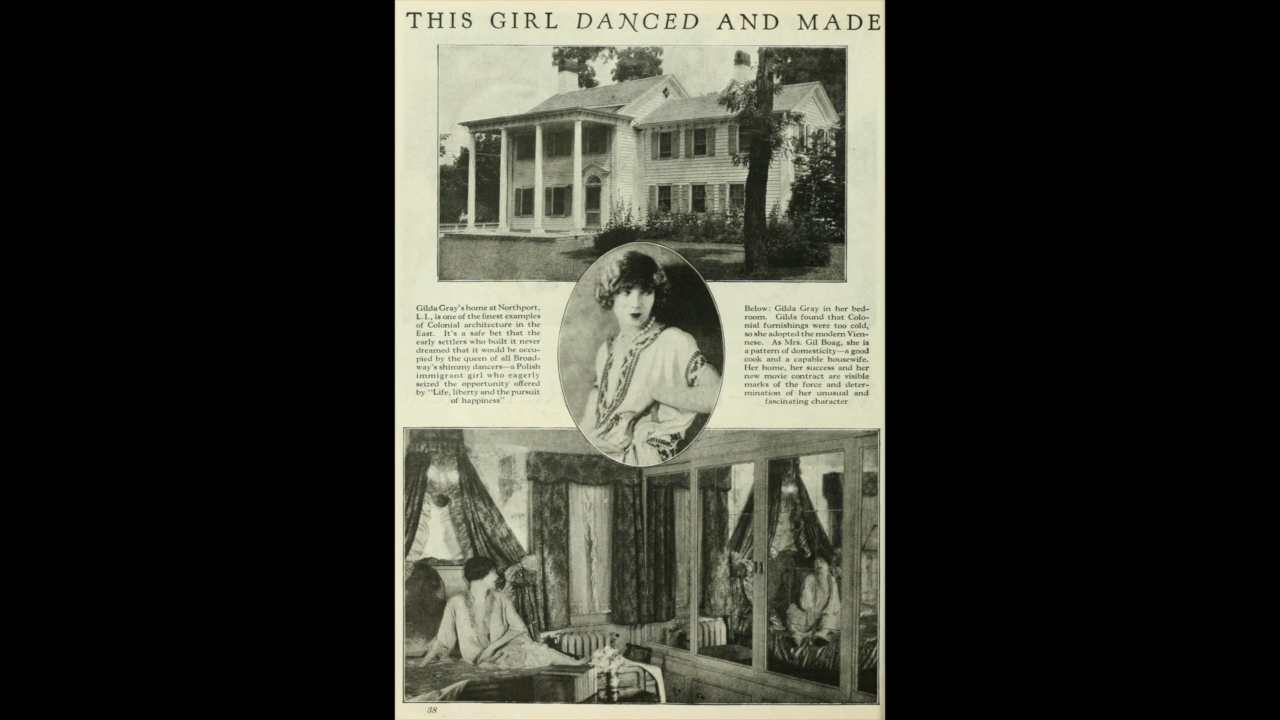 THIS GIRL DANCED AND MADE
Gilda Gray's home at Northport,
L.I., is one of the finest examples
of Colonial architecture in the
East. It's a safe bet that the
early settlers who built it never
dreamed that it would be occu-
pied by the queen of all Broad-
way's shimmy dancers—a Polish
immigrant girl who eagerly
seized the opportunity offered
by "Life, liberty and the pursuit
of happiness"
Below: Gilda Gray in her bed-
room. Gilda found that Colo-
nial furnishings were too cold,
so she adopted the modern Vien-
nese. As Mrs. Gil Boag, she is
a pattern of domesticity—a good
cook and a capable housewife.
Her home, her success and her
new movie contract are visible
marks of the force and deter-
mination of her unusual and
fascinating character
38